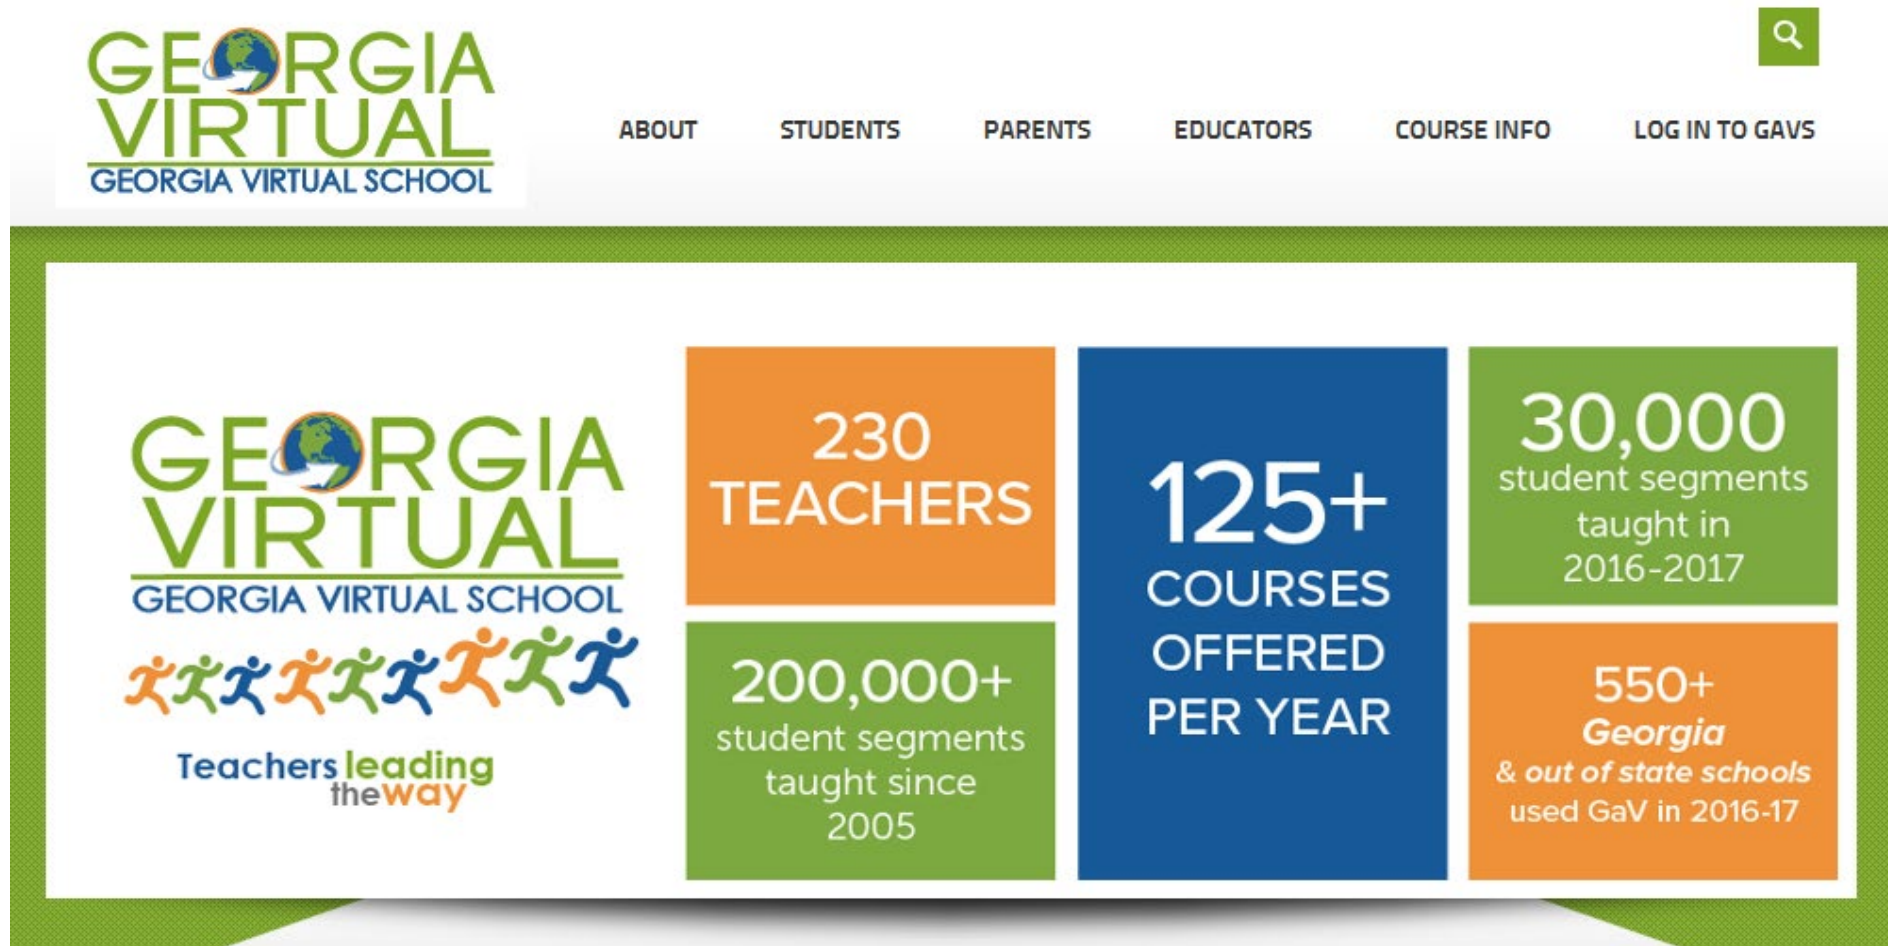 GEORGIA
VIRTUAL
GEORGIA VIRTUAL SCHOOL
ABOUT STUDENTS PARENTS EDUCATORS COURSE INFO LOG IN TO GAVS
GEORGIA
VIRTUAL
GEORGIA VIRTUAL SCHOOL
Teachers leading
the way
230
TEACHERS
200,000+
student segments
taught since
2005
125+
COURSES
OFFERED
PER YEAR
30,000
student segments
taught in
2016-2017
550+
Georgia
& out of state schools
used GaV in 2016-17